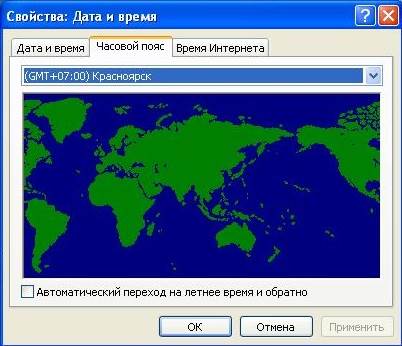 Свойства: Дата и время
Дата и время Часовой пояс Время Интернета
(GMT+07:00) Красноярск
Автоматический переход на летнее время и обратно
OK Отмена Применить